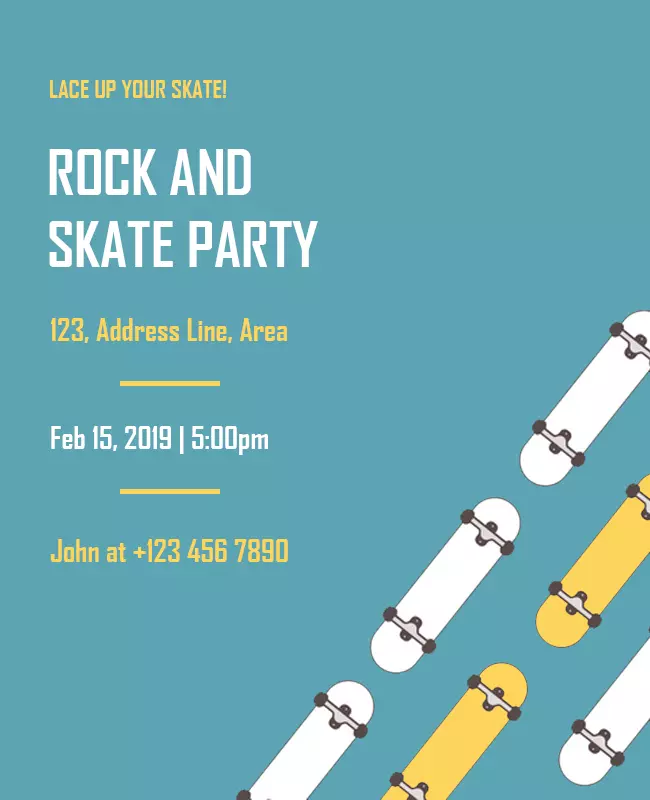 LACE UP YOUR SKATE!
ROCK AND
SKATE PARTY
123, Address Line, Area
Feb 15, 2019 | 5:00pm
John at +123 456 7890